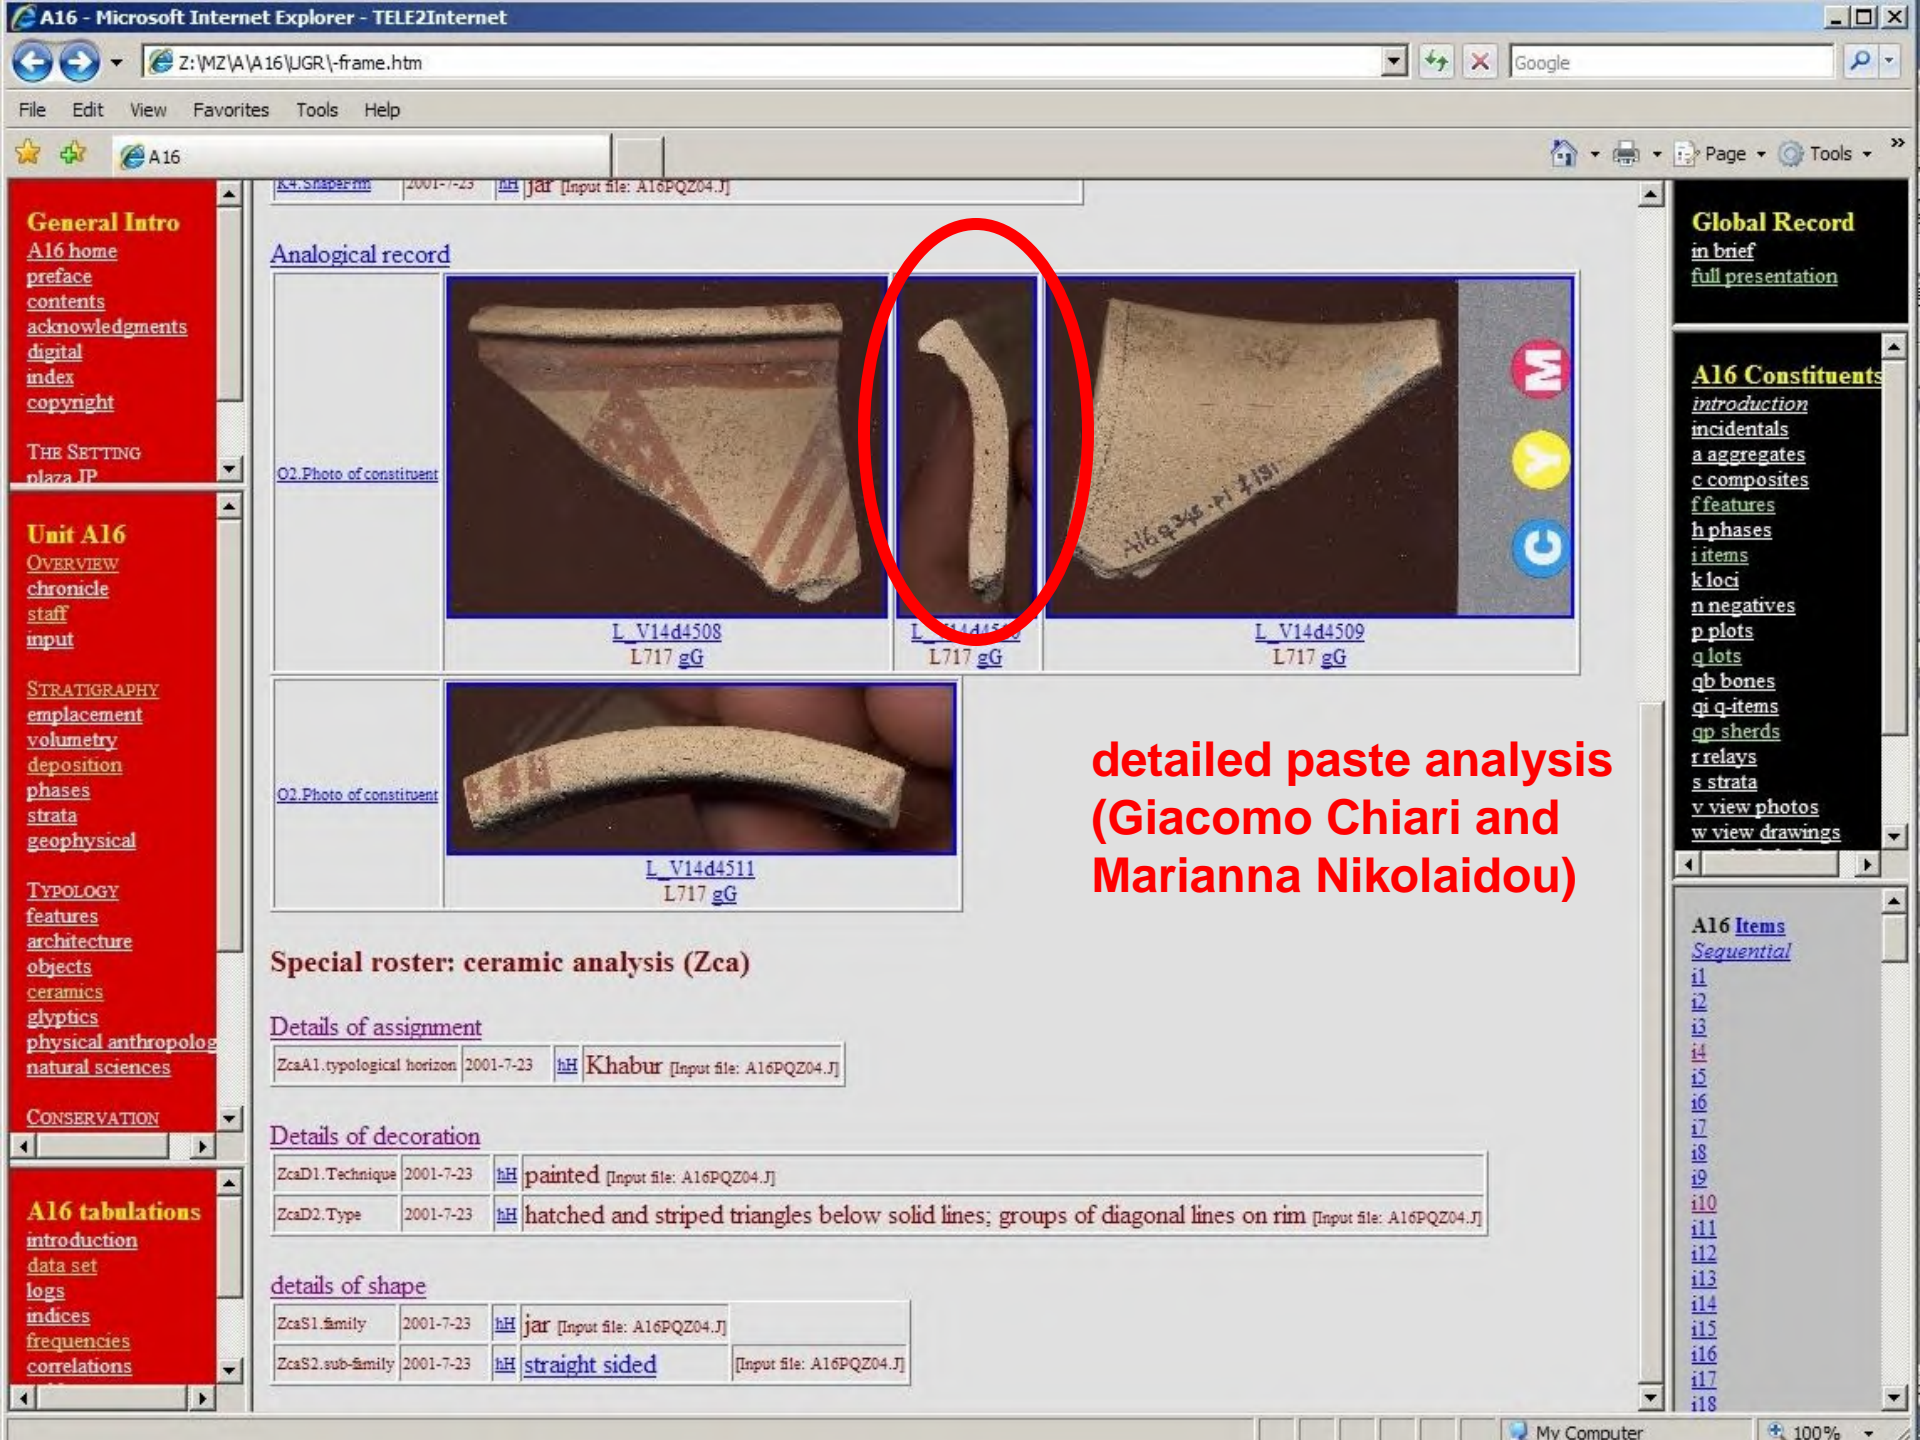 A16 - Microsoft Internet Explorer - TELE2Internet
Z:\MZ\A\A16\UGR\-frame.htm
Google
File Edit View Favorites Tools Help
A16
Page Tools
General Intro
A16 home
preface
contents
acknowledgments
digital
index
copyright
THE SETTING
plaza JP
Unit A16
OVERVIEW
chronicle
staff
input
STRATIGRAPHY
emplacement
volumetry
deposition
phases
strata
geophysical
TYPOLOGY
features
architecture
objects
ceramics
glyptics
physical anthropolog
natural sciences
CONSERVATION
A16 tabulations
introduction
data set
logs
indices
frequencies
correlations
K4.ShapeFrm 2001-7-23 hH jar [Input file: A16PQZ04.J]
Analogical record
O2.Photo of constituent
A16 q345
M
Y
C
L_V14d4508
L717 gG
L717 gG
L_V14d4509
L717 gG
O2.Photo of constituent
L_V14d4511
L717 gG
detailed paste analysis
(Giacomo Chiari and
Marianna Nikolaidou)
Special roster: ceramic analysis (Zca)
Details of assignment
ZcaA1.typological horizon 2001-7-23 hH Khabur [Input file: A16PQZ04.J]
Details of decoration
ZcaD1.Technique 2001-7-23 hH painted [Input file: A16PQZ04.J]
ZcaD2.Type 2001-7-23 hH hatched and striped triangles below solid lines; groups of diagonal lines on rim [Input file: A16PQZ04.J]
details of shape
ZcaS1.family 2001-7-23 hH jar [Input file: A16PQZ04.J]
ZcaS2.sub-family 2001-7-23 hH straight sided [Input file: A16PQZ04.J]
Global Record
in brief
full presentation
A16 Constituents
introduction
incidentals
a aggregates
c composites
f features
h phases
i items
k loci
n negatives
p plots
q lots
qb bones
qi q-items
qp sherds
r relays
s strata
v view photos
w view drawings
A16 Items
Sequential
i1
i2
i3
i4
i5
i6
i7
i8
i9
i10
i11
i12
i13
i14
i15
i16
i17
i18
My Computer
100%